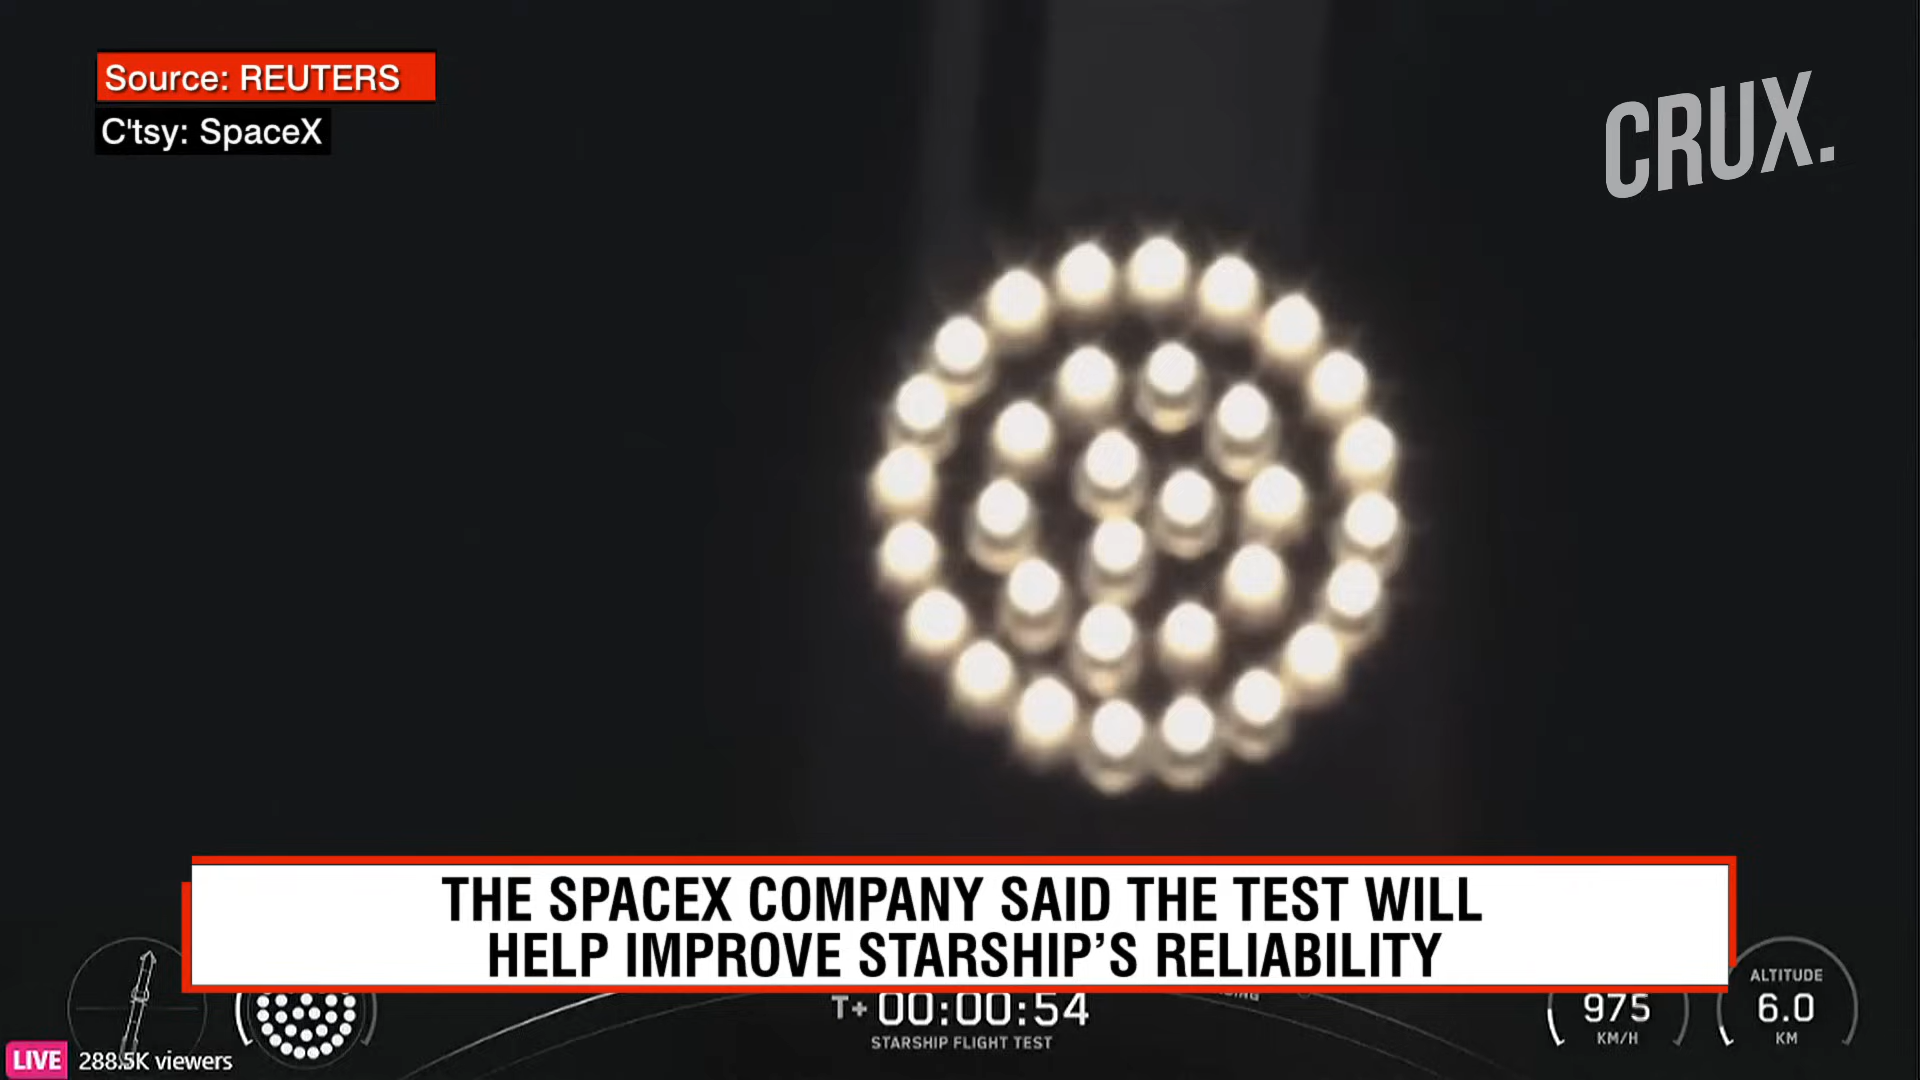 Source: REUTERS
C'tsy: SpaceX
CRUX.
THE SPACEX COMPANY SAID THE TEST WILL
HELP IMPROVE STARSHIP’S RELIABILITY
T+ 00:00:54
STARSHIP FLIGHT TEST
975
KM/H
ALTITUDE
6.0
KM
LIVE 288.5K viewers